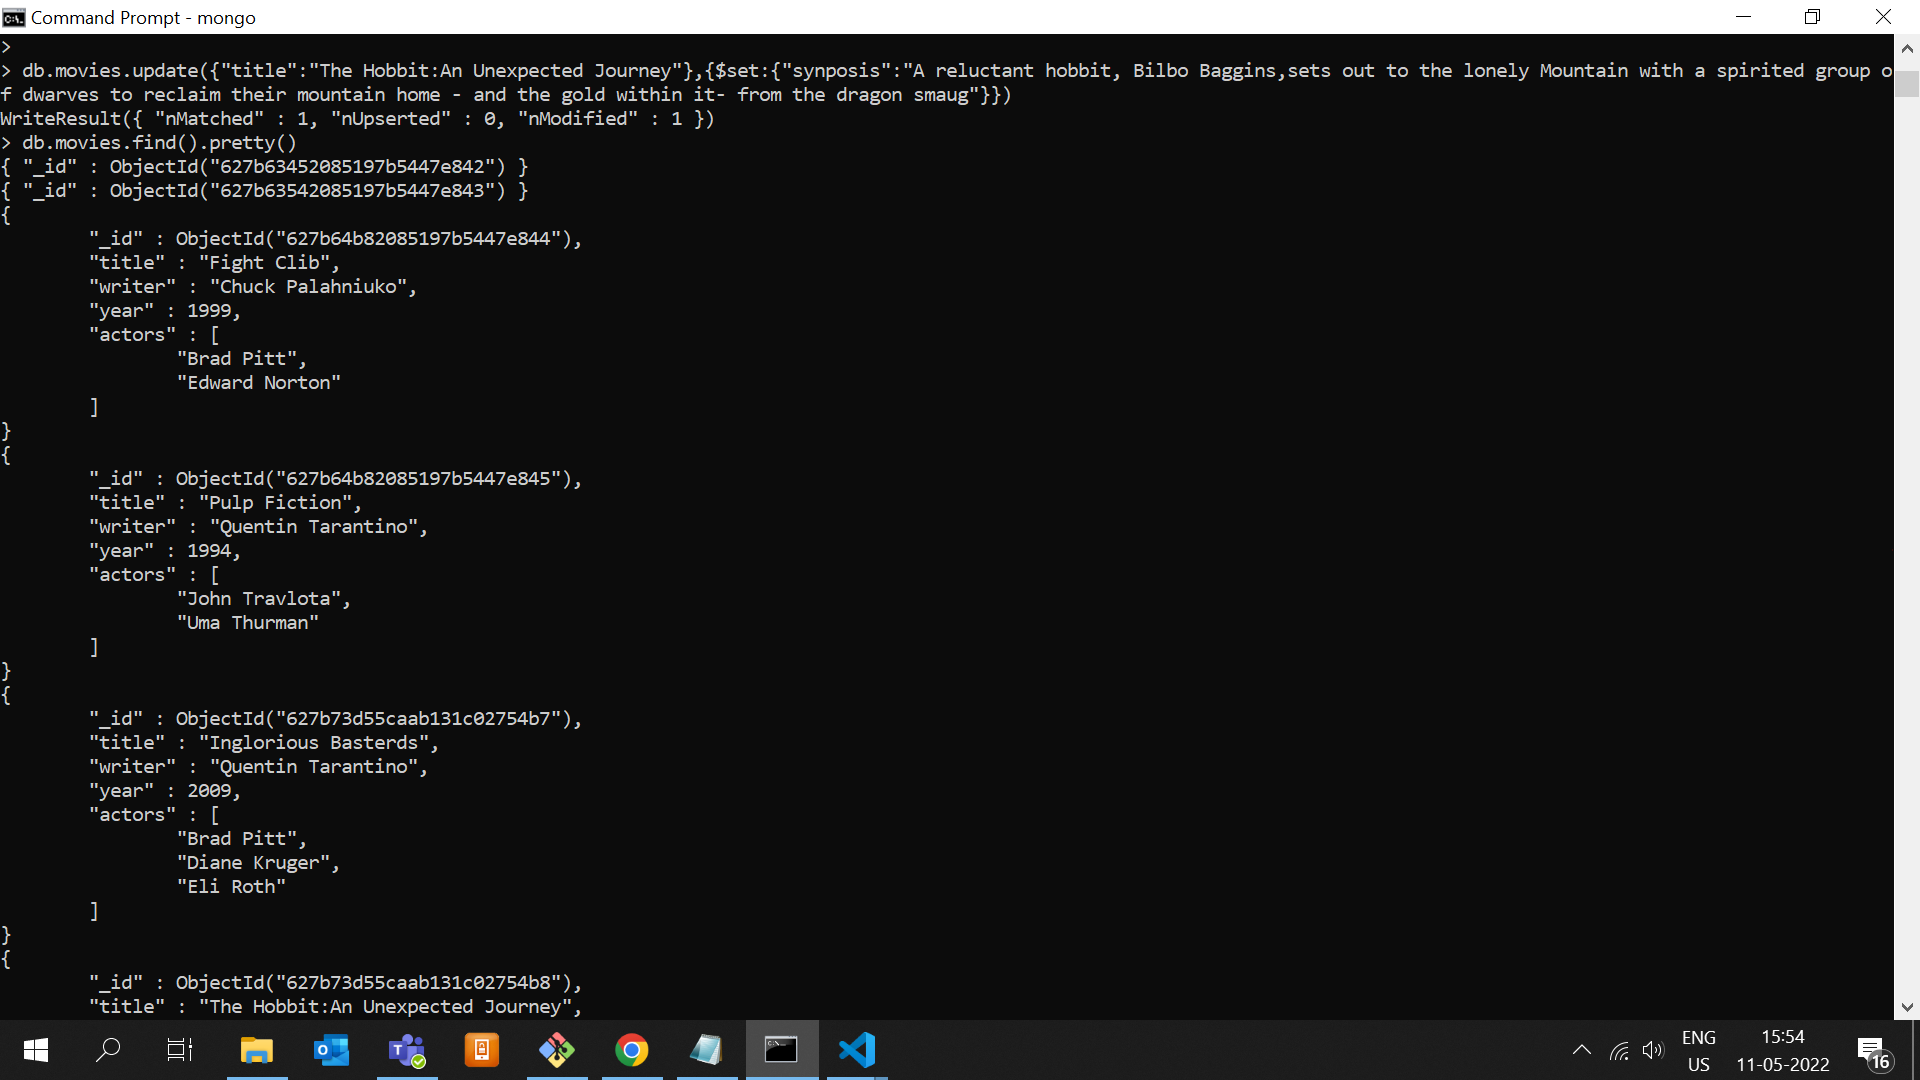 Command Prompt - mongo
>
> db.movies.update({"title":"The Hobbit:An Unexpected Journey"},{$set:{"synposis":"A reluctant hobbit, Bilbo Baggins,sets out to the lonely Mountain with a spirited group o
f dwarves to reclaim their mountain home - and the gold within it- from the dragon smaug"}})
WriteResult({ "nMatched" : 1, "nUpserted" : 0, "nModified" : 1 })
> db.movies.find().pretty()
{ "_id" : ObjectId("627b63452085197b5447e842") }
{ "_id" : ObjectId("627b63542085197b5447e843") }
{
"_id" : ObjectId("627b64b82085197b5447e844"),
"title" : "Fight Clib",
"writer" : "Chuck Palahniuko",
"year" : 1999,
"actors" : [
"Brad Pitt",
"Edward Norton"
]
}
{
"_id" : ObjectId("627b64b82085197b5447e845"),
"title" : "Pulp Fiction",
"writer" : "Quentin Tarantino",
"year" : 1994,
"actors" : [
"John Travlota",
"Uma Thurman"
]
}
{
"_id" : ObjectId("627b73d55caab131c02754b7"),
"title" : "Inglorious Basterds",
"writer" : "Quentin Tarantino",
"year" : 2009,
"actors" : [
"Brad Pitt",
"Diane Kruger",
"Eli Roth"
]
}
{
"_id" : ObjectId("627b73d55caab131c02754b8"),
"title" : "The Hobbit:An Unexpected Journey",
ENG
US
15:54
11-05-2022
16